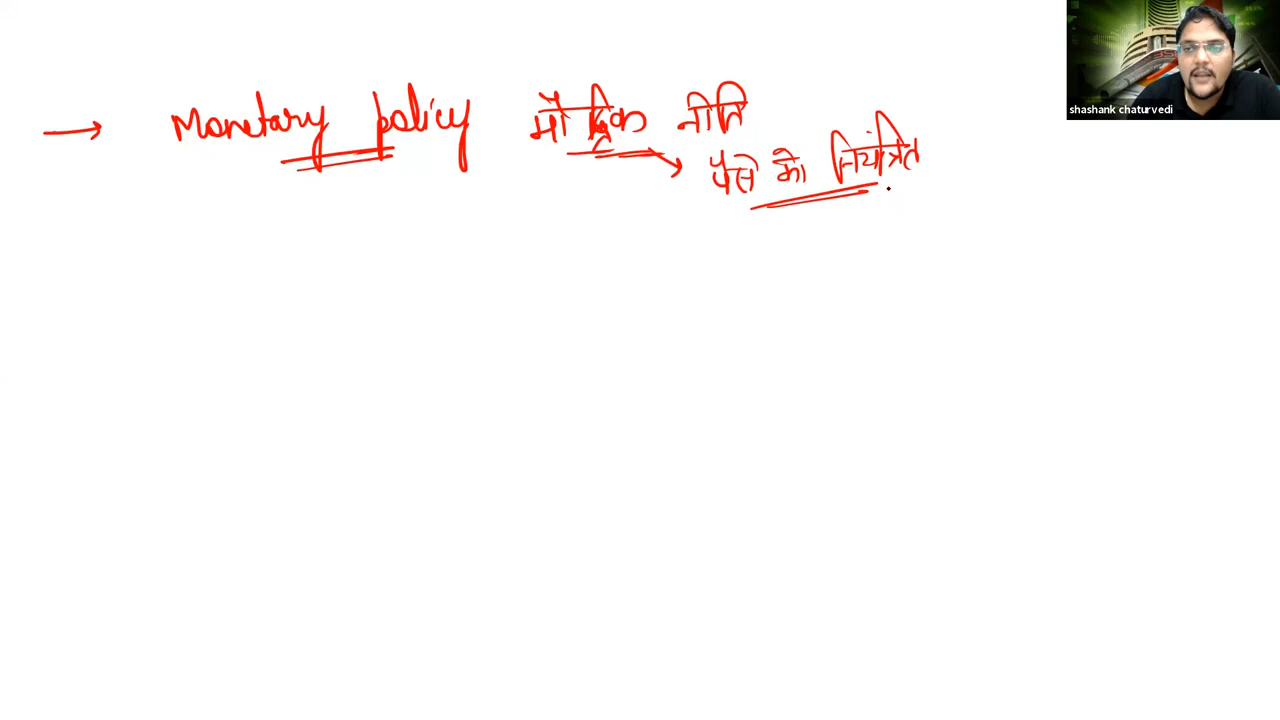 → Monetary policy मौद्रिक नीति
→ पैसे को नियंत्रित
shashank chaturvedi